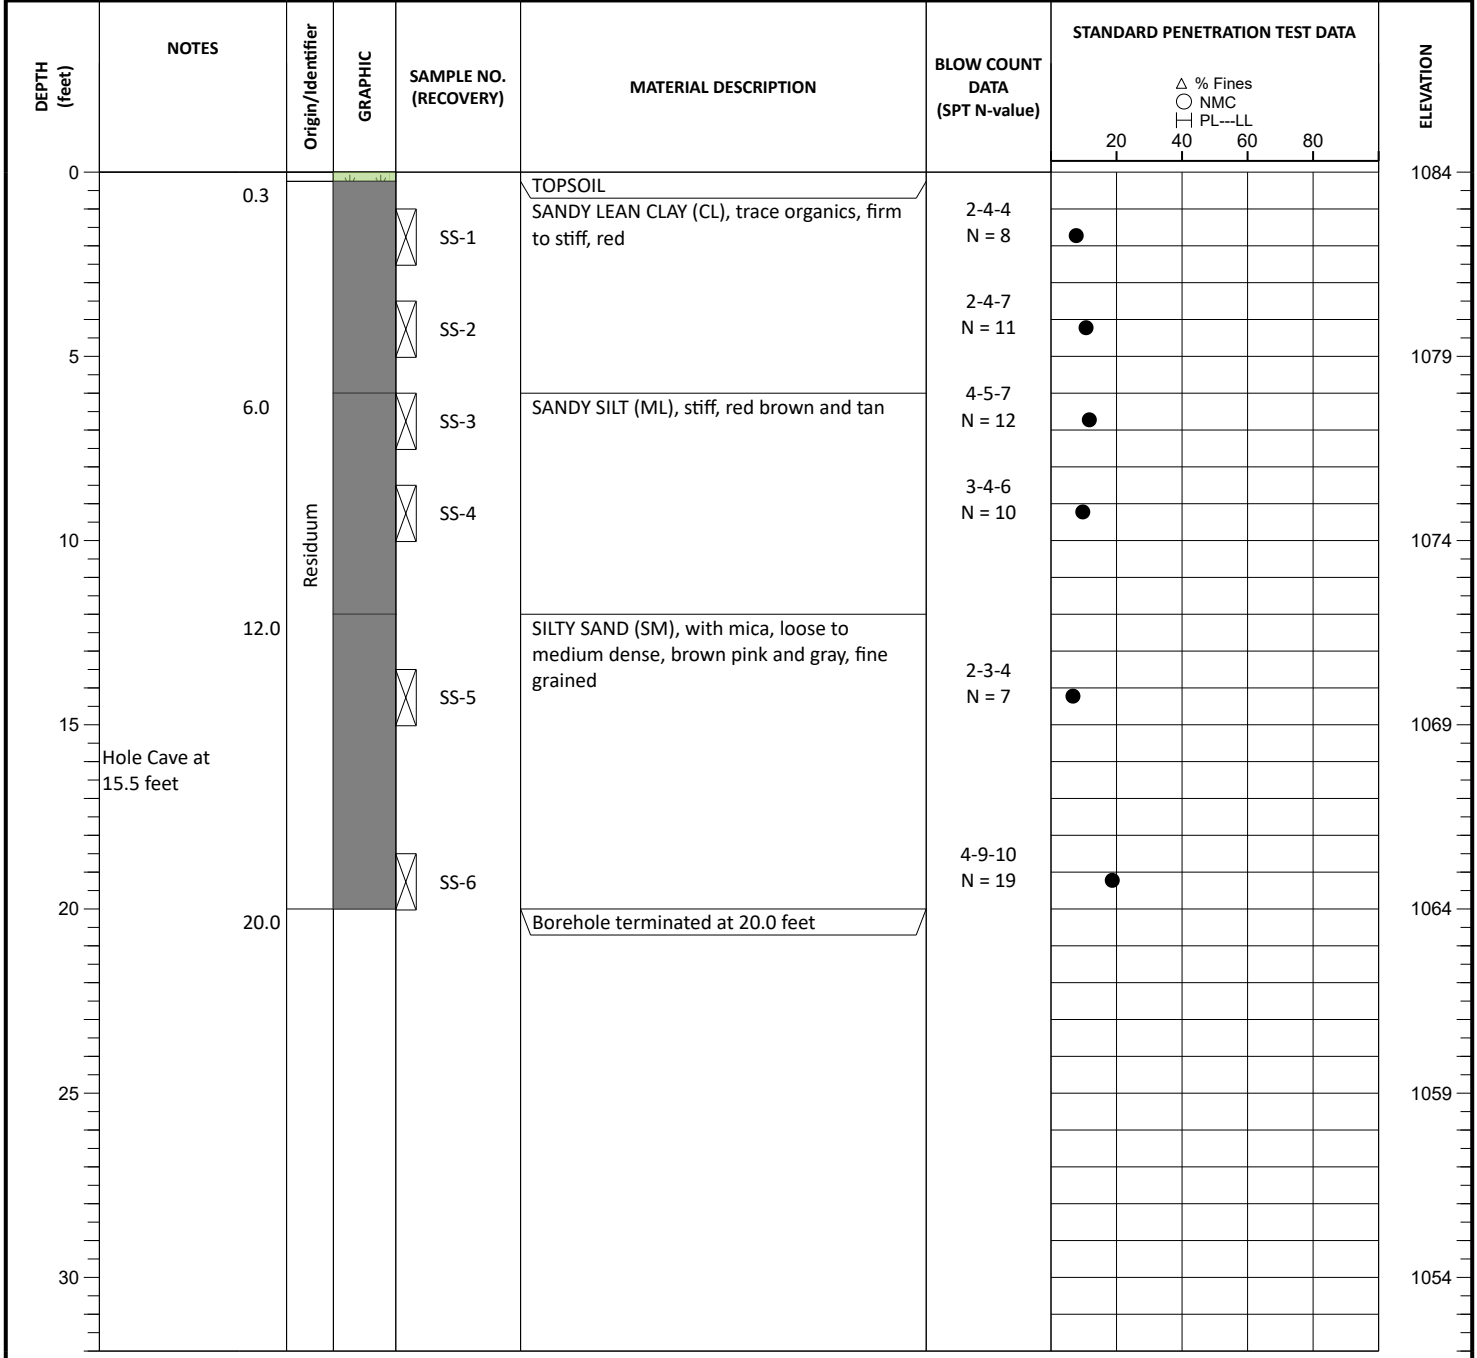 DEPTH
(feet)
NOTES
Origin/Identifier
GRAPHIC
SAMPLE NO.
(RECOVERY)
MATERIAL DESCRIPTION
BLOW COUNT
DATA
(SPT N-value)
STANDARD PENETRATION TEST DATA
△ % Fines
○ NMC
PL---LL
20 40 60 80
ELEVATION
0
1084
0.3
TOPSOIL
SANDY LEAN CLAY (CL), trace organics, firm
to stiff, red
SS-1
2-4-4
N = 8
SS-2
2-4-7
N = 11
5
1079
6.0
SANDY SILT (ML), stiff, red brown and tan
SS-3
4-5-7
N = 12
SS-4
3-4-6
N = 10
Residuum
10
1074
12.0
SILTY SAND (SM), with mica, loose to
medium dense, brown pink and gray, fine
grained
SS-5
2-3-4
N = 7
15
1069
Hole Cave at
15.5 feet
SS-6
4-9-10
N = 19
20
1064
20.0
Borehole terminated at 20.0 feet
25
1059
30
1054